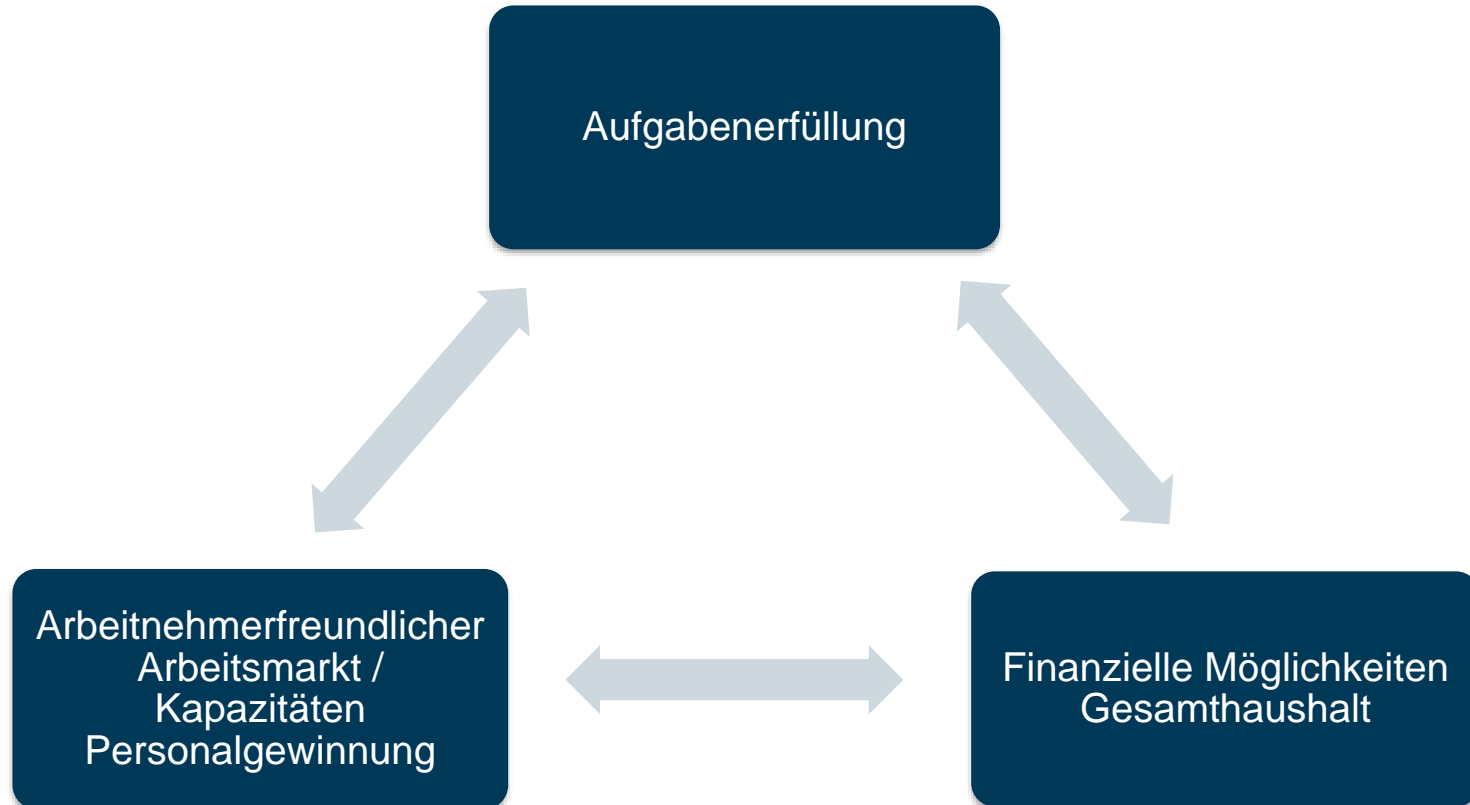 Aufgabenerfüllung
Arbeitnehmerfreundlicher
Arbeitsmarkt /
Kapazitäten
Personalgewinnung
Finanzielle Möglichkeiten
Gesamthaushalt